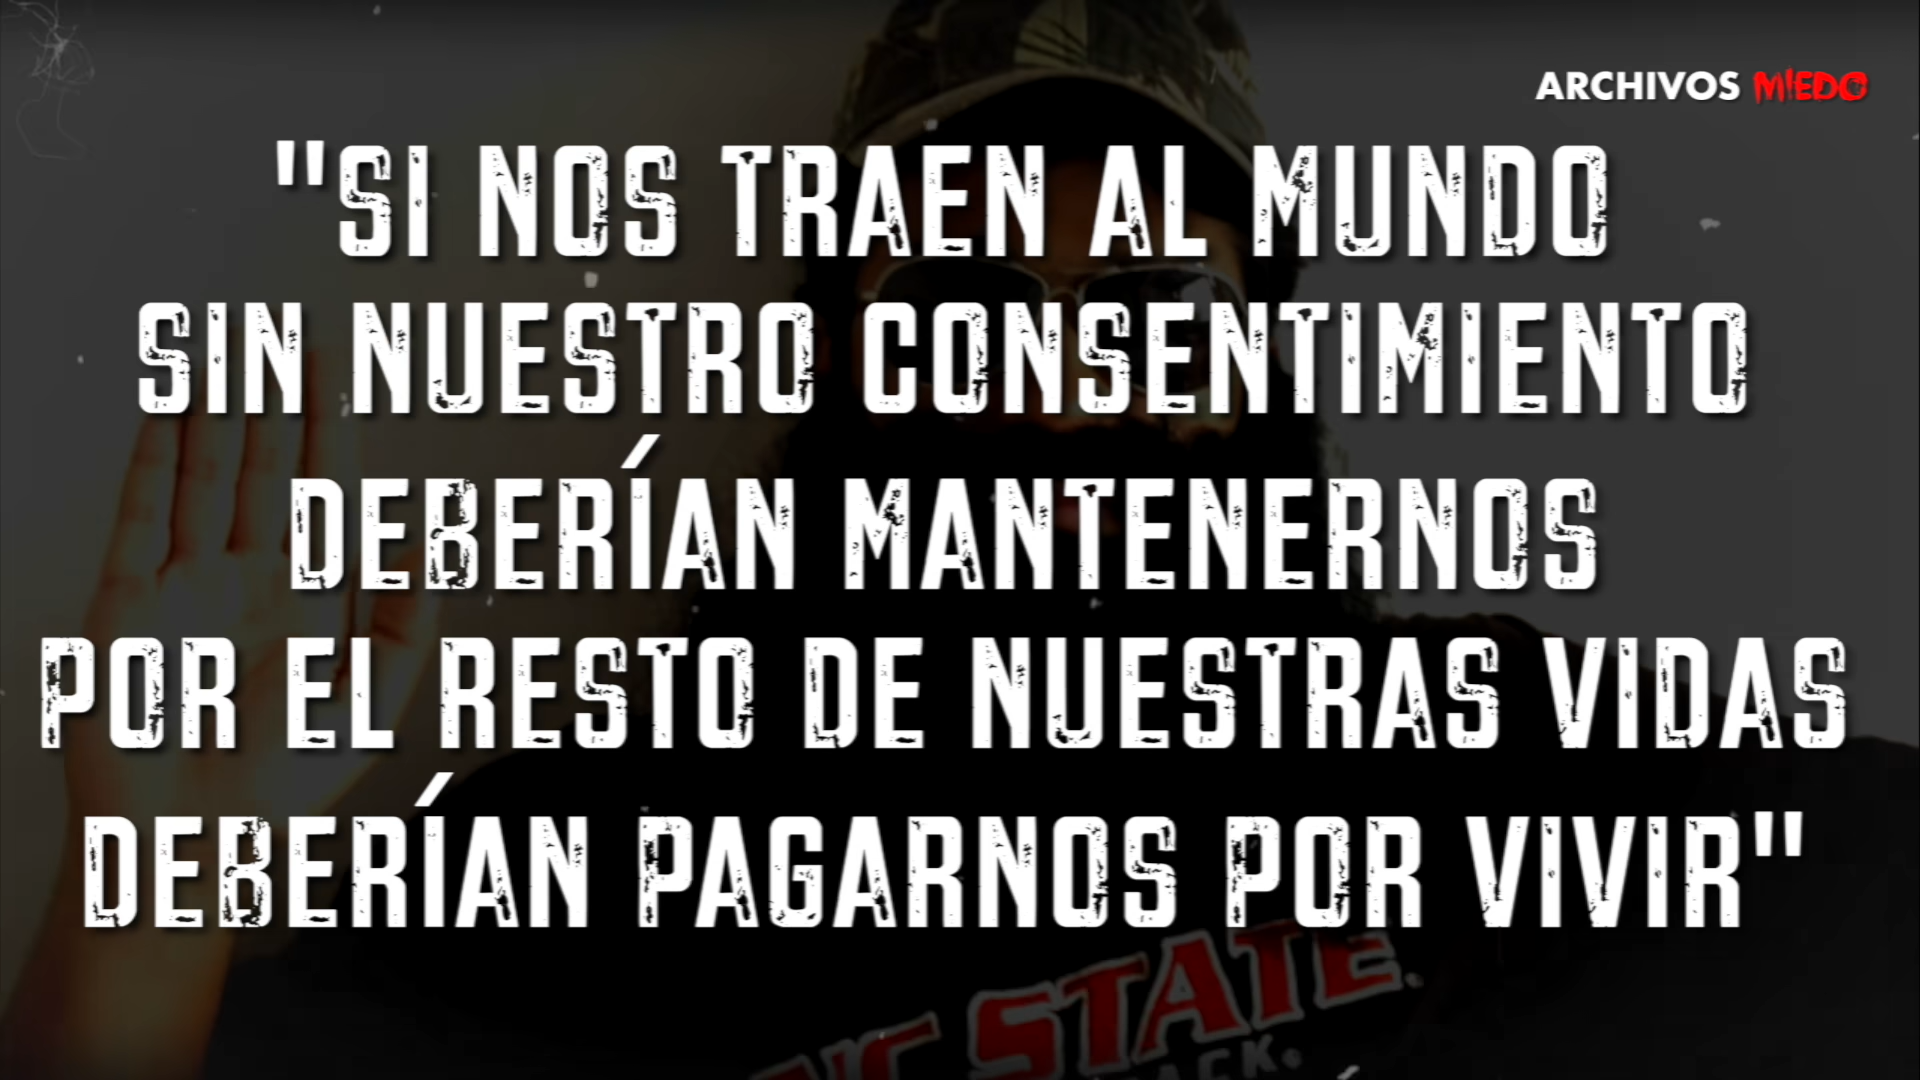 ARCHIVOS MIEDO
"SI NOS TRAEN AL MUNDO
SIN NUESTRO CONSENTIMIENTO
DEBERÍAN MANTENERNOS
POR EL RESTO DE NUESTRAS VIDAS
DEBERÍAN PAGARNOS POR VIVIR"
NC STATE